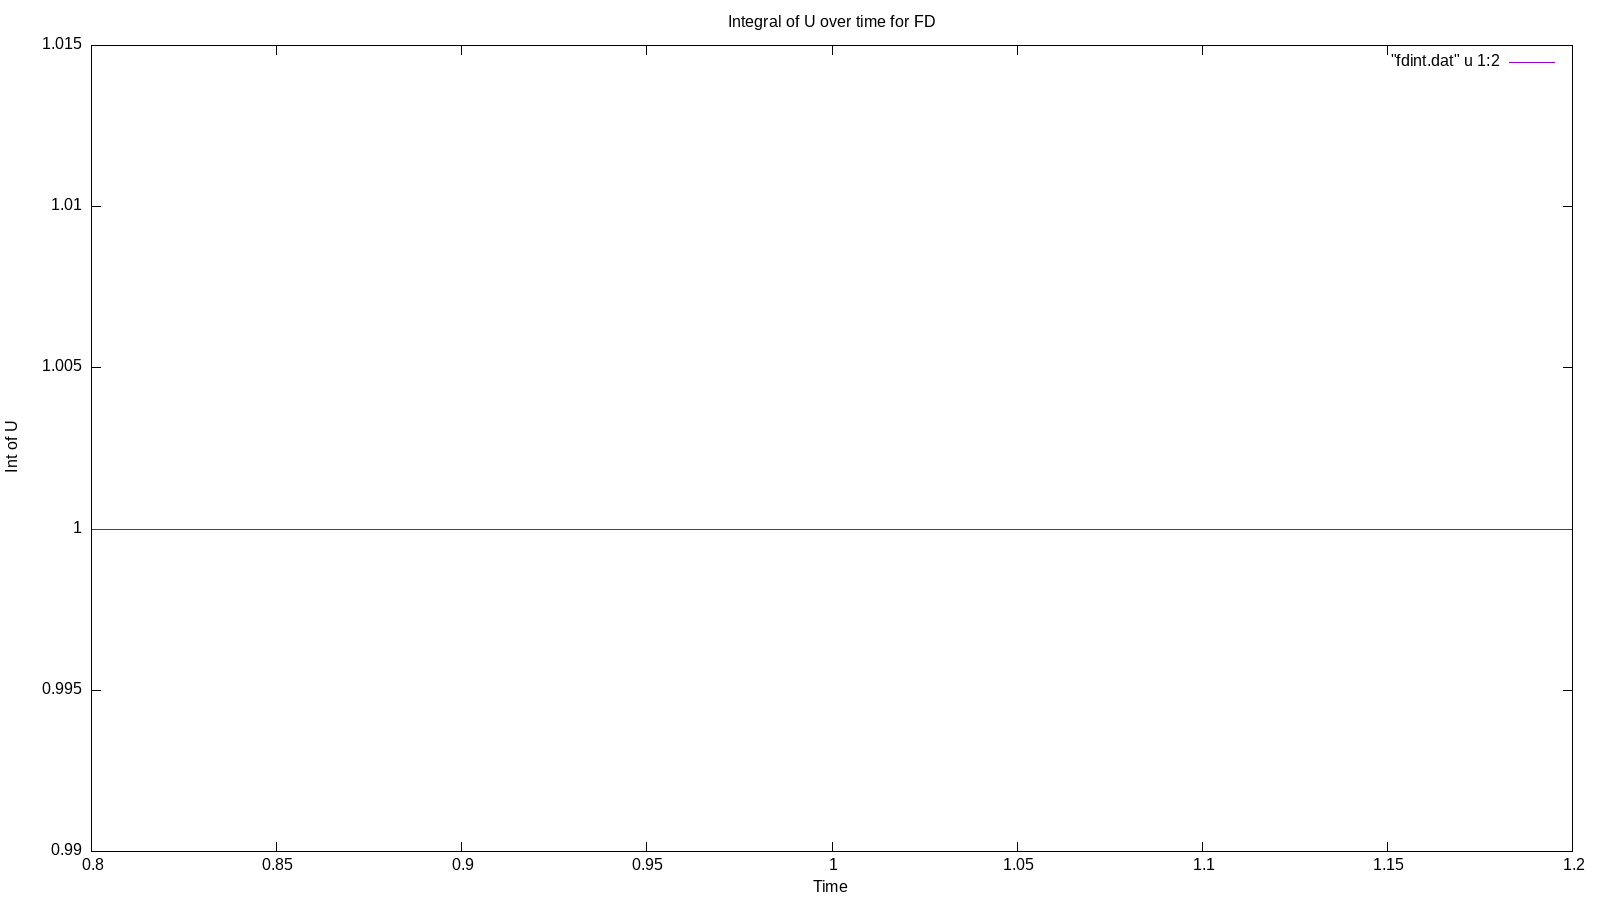 Integral of U over time for FD
"fdint.dat" u 1:2
1.015
1.01
1.005
1
0.995
0.99
Int of U
0.8 0.85 0.9 0.95 1 1.05 1.1 1.15 1.2
Time